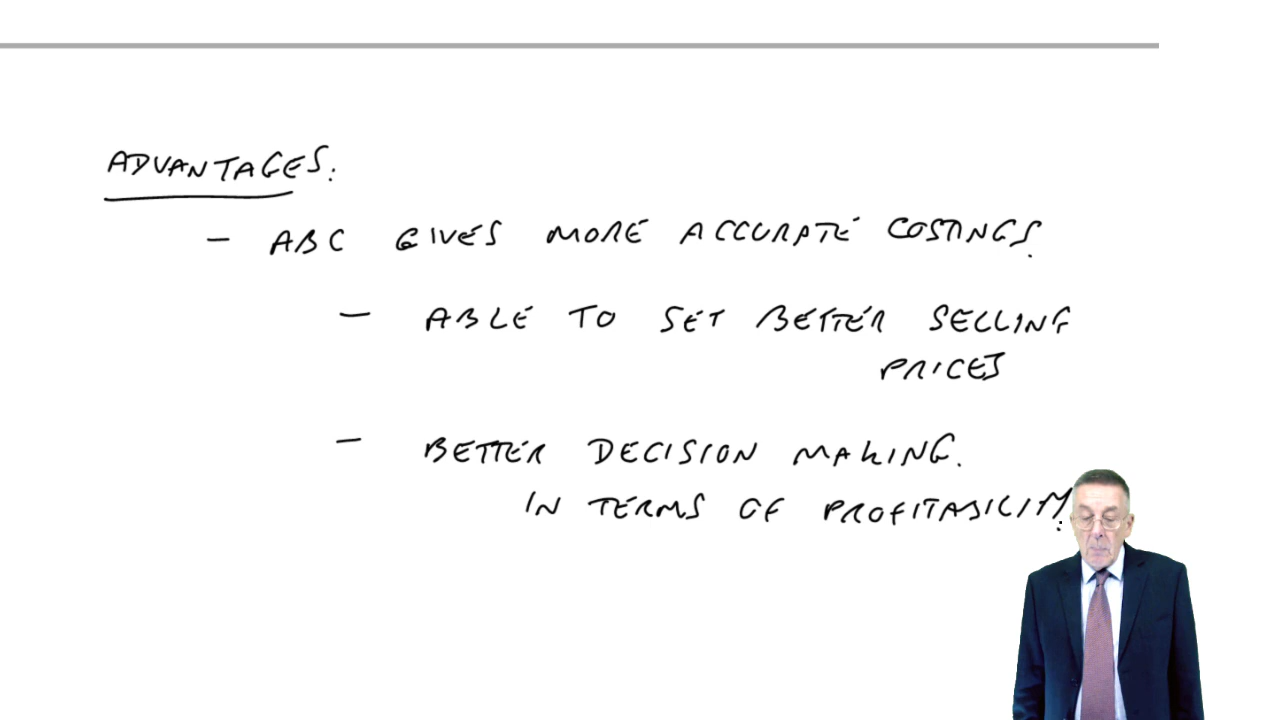 ADVANTAGES:
- ABC GIVES MORE ACCURATE COSTINGS.
- ABLE TO SET BETTER SELLING
PRICES
- BETTER DECISION MAKING.
IN TERMS OF PROFITABILITY.